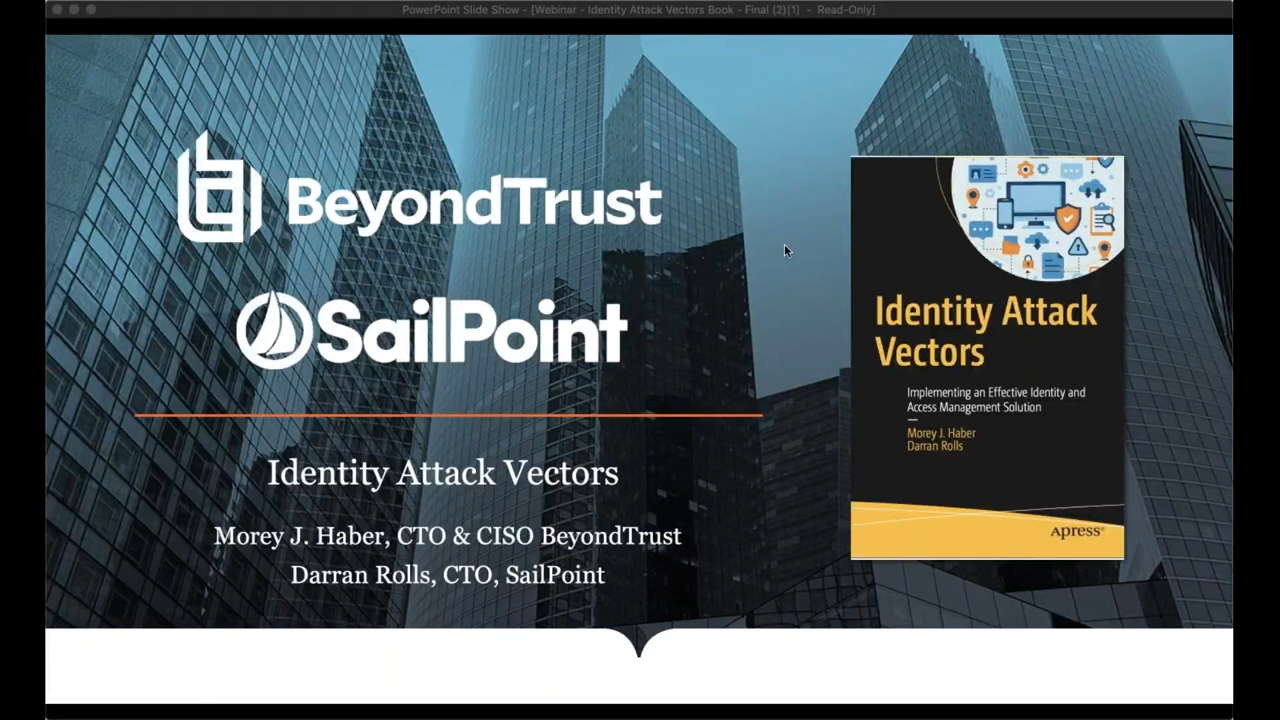 PowerPoint Slide Show - [Webinar - Identity Attack Vectors Book - Final (2)[1] - Read-Only]
BeyondTrust
SailPoint
Identity Attack Vectors
Morey J. Haber, CTO & CISO BeyondTrust
Darran Rolls, CTO, SailPoint
Identity Attack
Vectors
Implementing an Effective Identity and
Access Management Solution
Morey J. Haber
Darran Rolls
Apress®